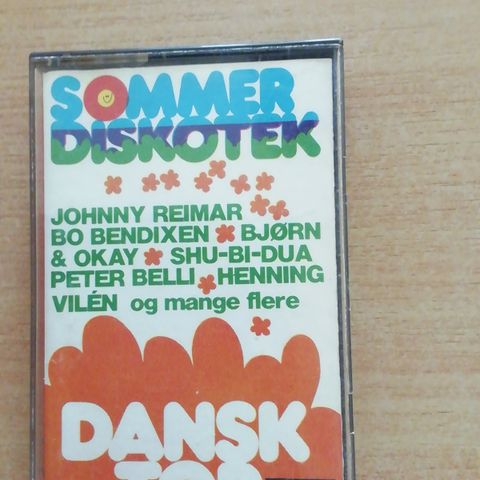 SOMMER
DISKOTEK
JOHNNY REIMAR
BO BENDIXEN BJØRN
& OKAY SHU-BI-DUA
PETER BELLI HENNING
VILÉN og mange flere
DANSK
TOP